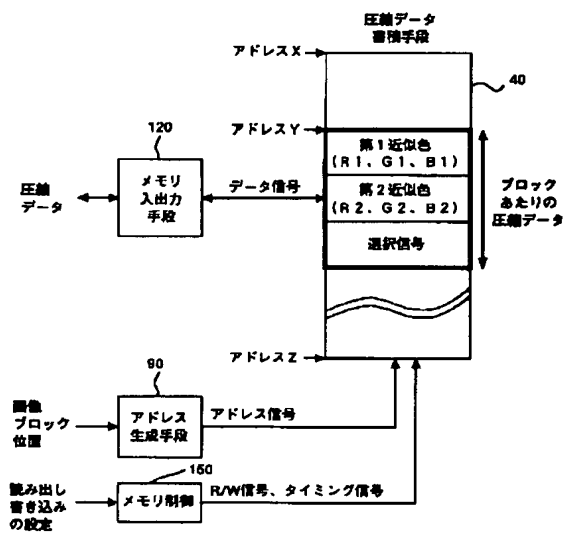 圧縮データ
蓄積手段
アドレスX
40
120
アドレスY
第1近似色
(R1、G1、B1)
メモリ
入出力
手段
圧縮
データ
データ信号
第2近似色
(R2、G2、B2)
ブロック
あたりの
圧縮データ
選択信号
アドレスZ
90
画像
ブロック
位置
アドレス
生成手段
アドレス信号
150
読み出し
書き込み
の設定
メモリ制御
R/W信号、タイミング信号